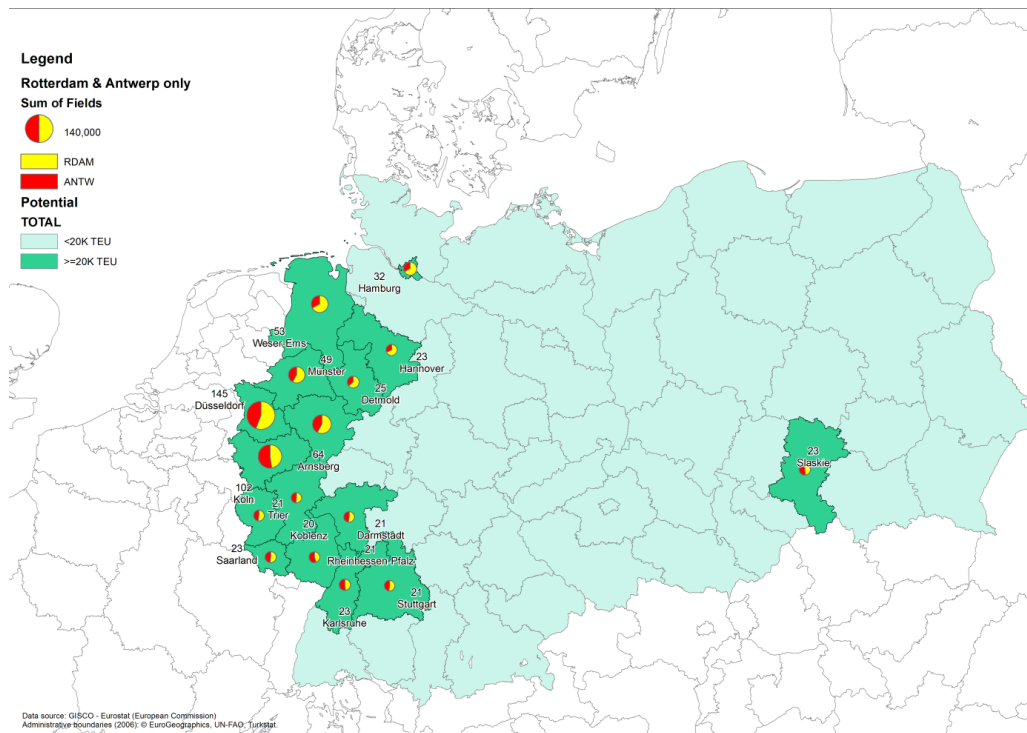 Legend
Rotterdam & Antwerp only
Sum of Fields
140,000
RDAM
ANTW
Potential
TOTAL
<20K TEU
>=20K TEU
32
Hamburg
53
Weser-Ems
49
Münster
23
Hannover
25
Detmold
145
Düsseldorf
64
Arnsberg
23
Slaskie
102
Köln
21
Trier
20
Koblenz
21
Darmstadt
23
Saarland
21
Rheinhessen-Pfalz
21
Stuttgart
23
Karlsruhe
Data source: GISCO - Eurostat (European Commission)
Administrative boundaries (2006): © EuroGeographics, UN-FAO, Turkstat.